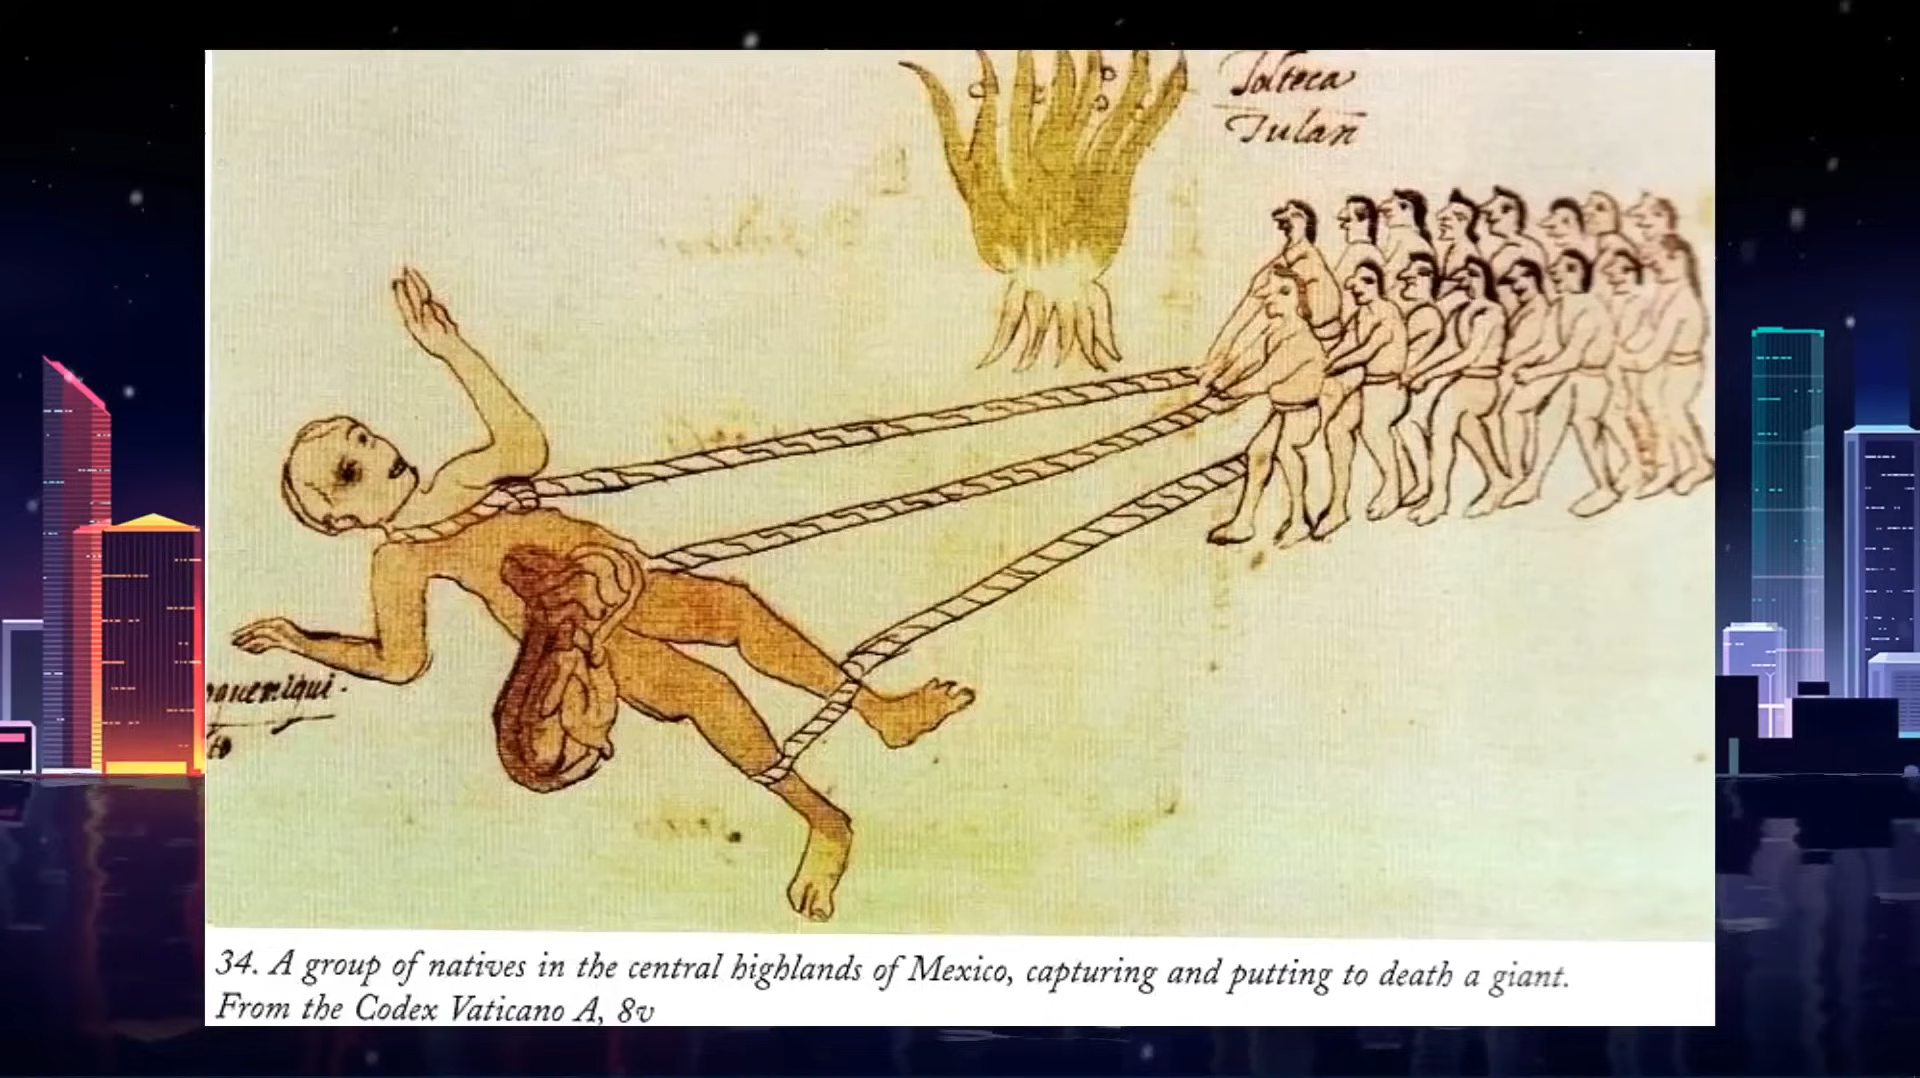 Tolteca
Tulan
34. A group of natives in the central highlands of Mexico, capturing and putting to death a giant.
From the Codex Vaticano A, 8v